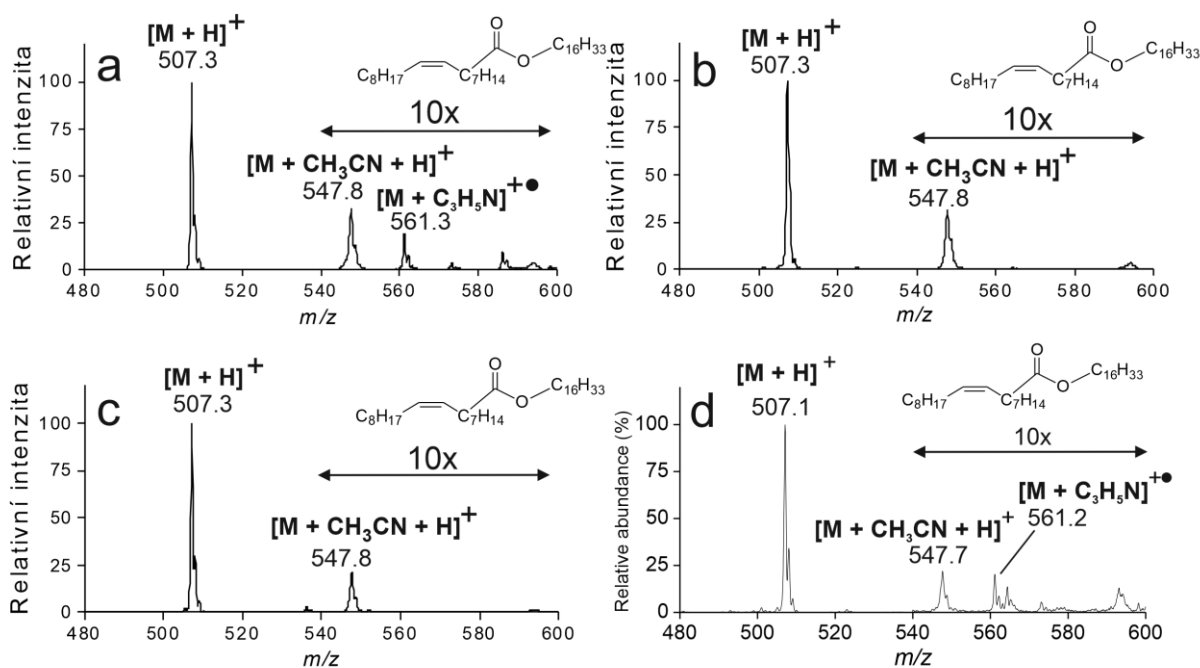 a
[M + H]⁺
507.3
O
C₁₆H₃₃
O
C₈H₁₇
C₇H₁₄
10x
[M + CH₃CN + H]⁺
547.8
[M + C₃H₅N]⁺●
561.3
Relativní intenzita
100
75
50
25
0
480 500 520 540 560 580 600
m/z
b
[M + H]⁺
507.3
O
C₁₆H₃₃
O
C₈H₁₇
C₇H₁₄
10x
[M + CH₃CN + H]⁺
547.8
Relativní intenzita
100
75
50
25
0
480 500 520 540 560 580 600
m/z
c
[M + H]⁺
507.3
O
C₁₆H₃₃
O
C₈H₁₇
C₇H₁₄
10x
[M + CH₃CN + H]⁺
547.8
Relativní intenzita
100
75
50
25
0
480 500 520 540 560 580 600
m/z
d
[M + H]⁺
507.1
O
C₁₆H₃₃
O
C₈H₁₇
C₇H₁₄
10x
[M + C₃H₅N]⁺●
561.2
[M + CH₃CN + H]⁺
547.7
Relative abundance (%)
100
75
50
25
0
480 500 520 540 560 580 600
m/z